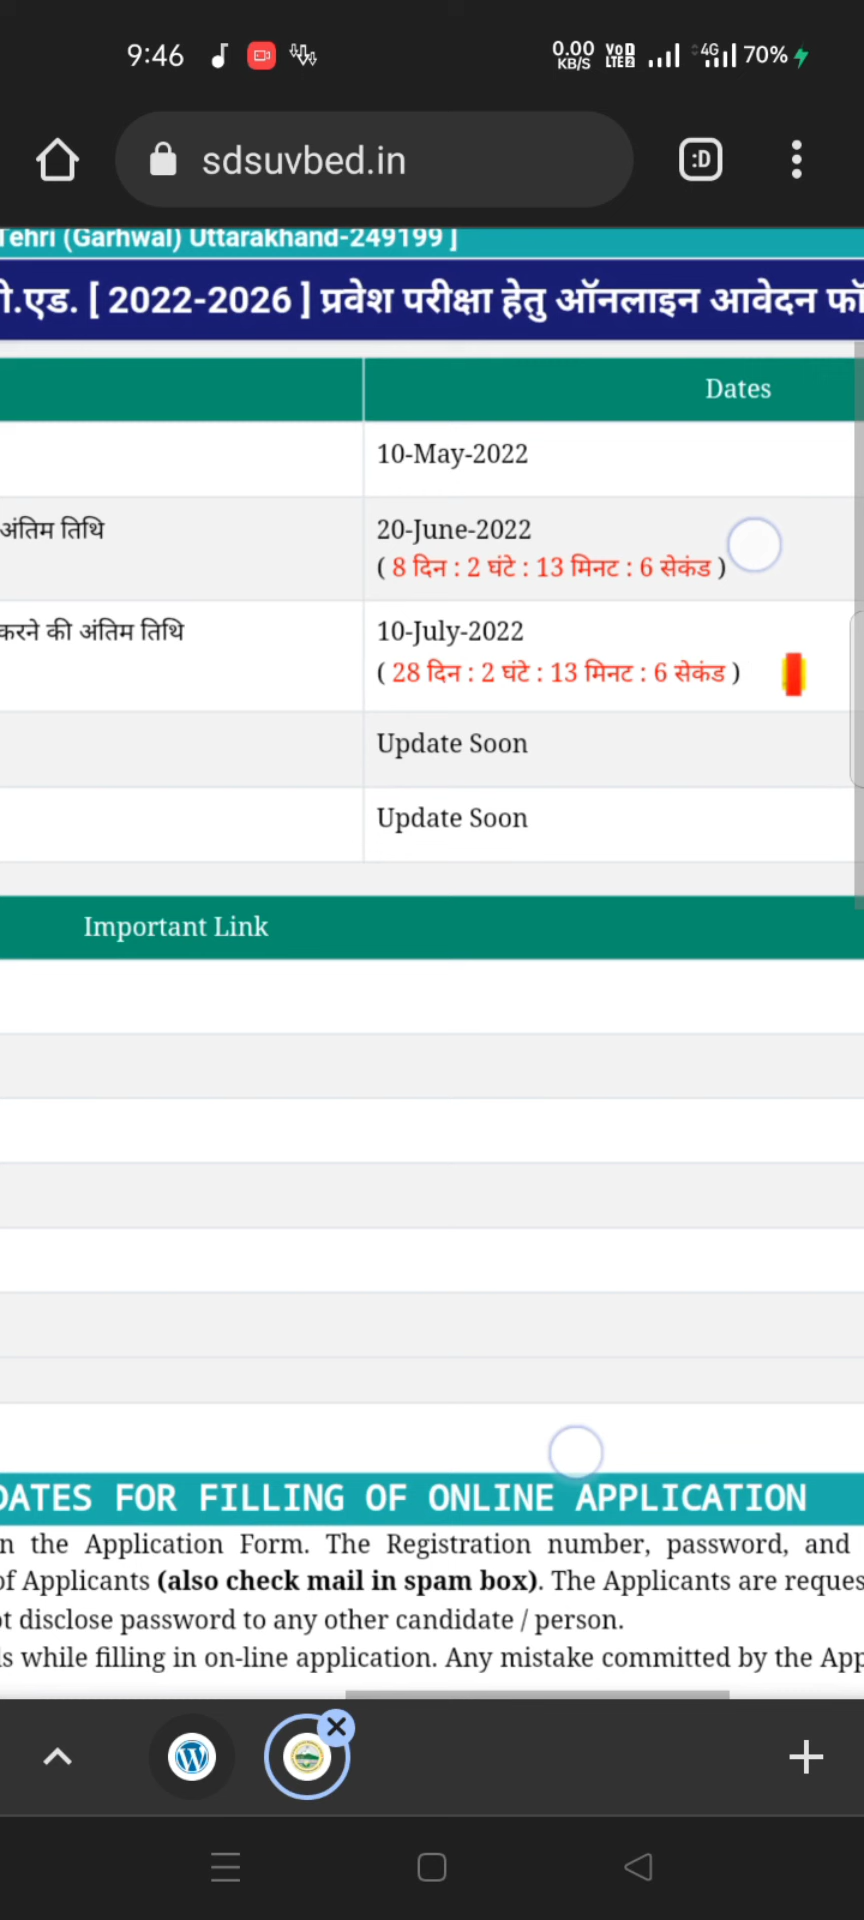 9:46 0.00 KB/S VoD LTE2 4G 70%
sdsuvbed.in :D
Tehri (Garhwal) Uttarakhand-249199 ]
.एड. [ 2022-2026 ] प्रवेश परीक्षा हेतु ऑनलाइन आवेदन फॉ
Dates
10-May-2022
अंतिम तिथि 20-June-2022
( 8 दिन : 2 घंटे : 13 मिनट : 6 सेकंड )
करने की अंतिम तिथि 10-July-2022
( 28 दिन : 2 घंटे : 13 मिनट : 6 सेकंड )
Update Soon
Update Soon
Important Link
DATES FOR FILLING OF ONLINE APPLICATION
n the Application Form. The Registration number, password, and
of Applicants (also check mail in spam box). The Applicants are reques
ot disclose password to any other candidate / person.
ls while filling in on-line application. Any mistake committed by the App